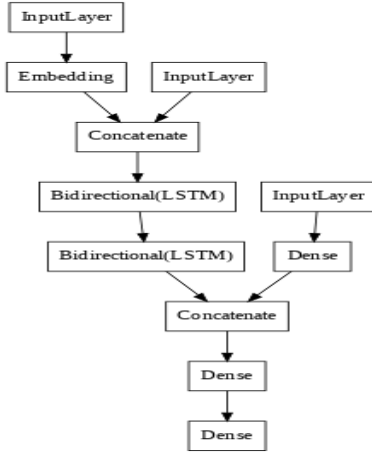 InputLayer
Embedding
InputLayer
Concatenate
Bidirectional(LSTM)
InputLayer
Bidirectional(LSTM)
Dense
Concatenate
Dense
Dense